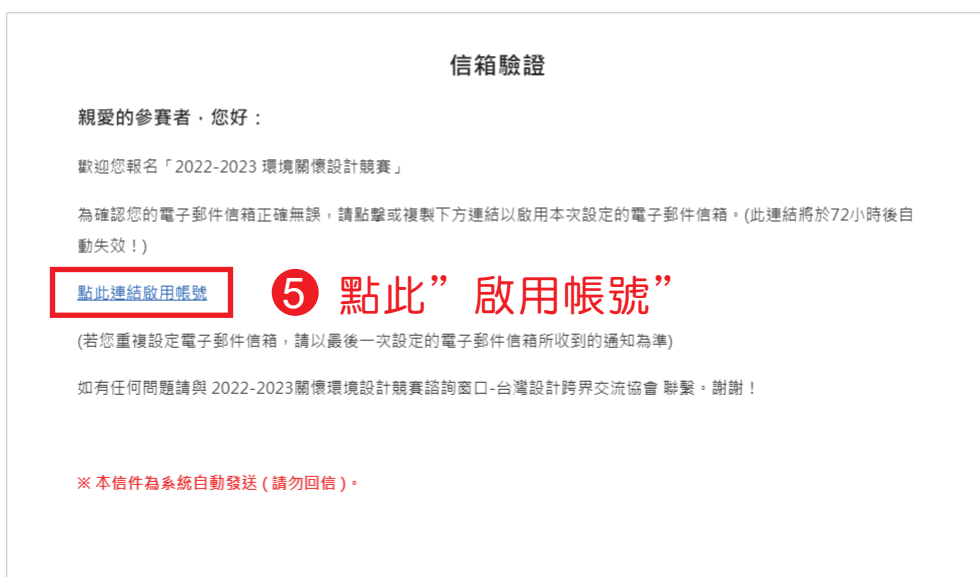 信箱驗證
親愛的參賽者，您好：
歡迎您報名「2022-2023 環境關懷設計競賽」
為確認您的電子郵件信箱正確無誤，請點擊或複製下方連結以啟用本次設定的電子郵件信箱。(此連結將於72小時後自
動失效！)
點此連結啟用帳號
❺ 點此”啟用帳號”
(若您重複設定電子郵件信箱，請以最後一次設定的電子郵件信箱所收到的通知為準)
如有任何問題請與 2022-2023關懷環境設計競賽諮詢窗口-台灣設計跨界交流協會 聯繫。謝謝！
※ 本信件為系統自動發送 ( 請勿回信 )。